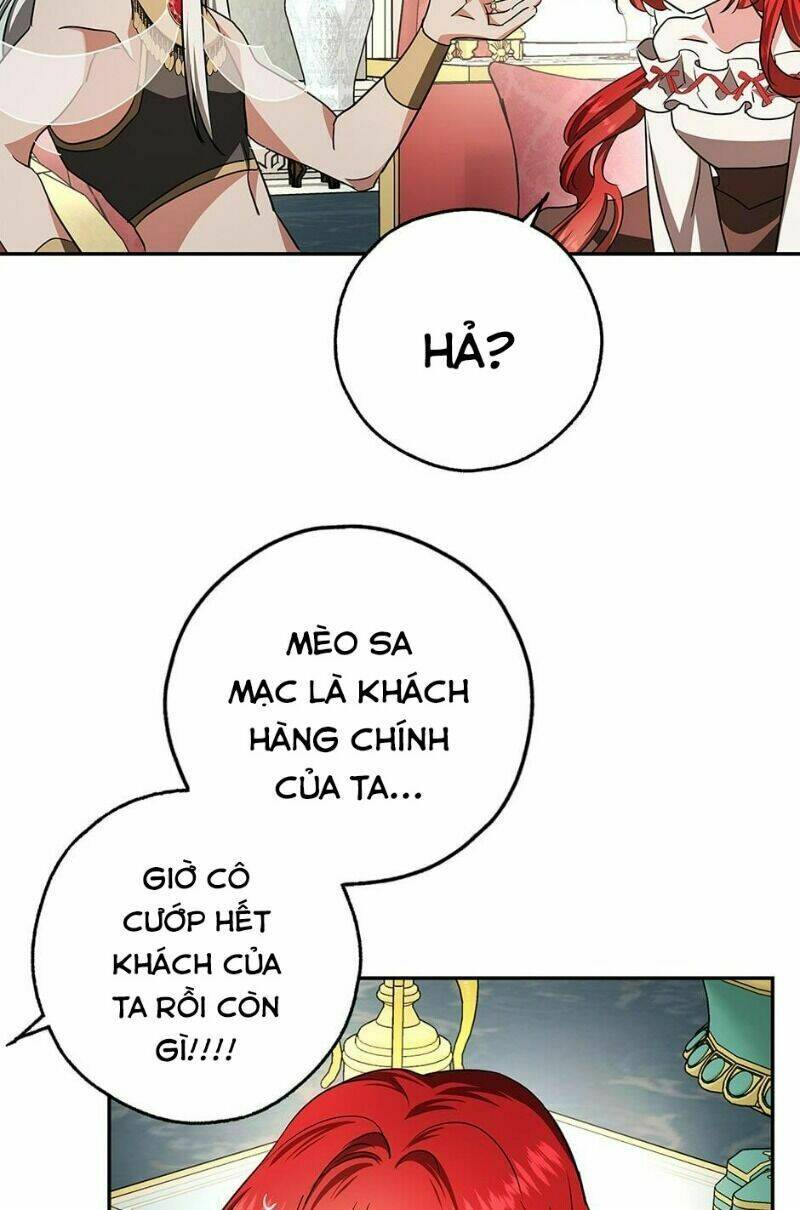 HẢ?
MÈO SA
MẠC LÀ KHÁCH
HÀNG CHÍNH
CỦA TA...
GIỜ CÔ
CƯỚP HẾT
KHÁCH CỦA
TA RỒI CÒN
GÌ!!!!